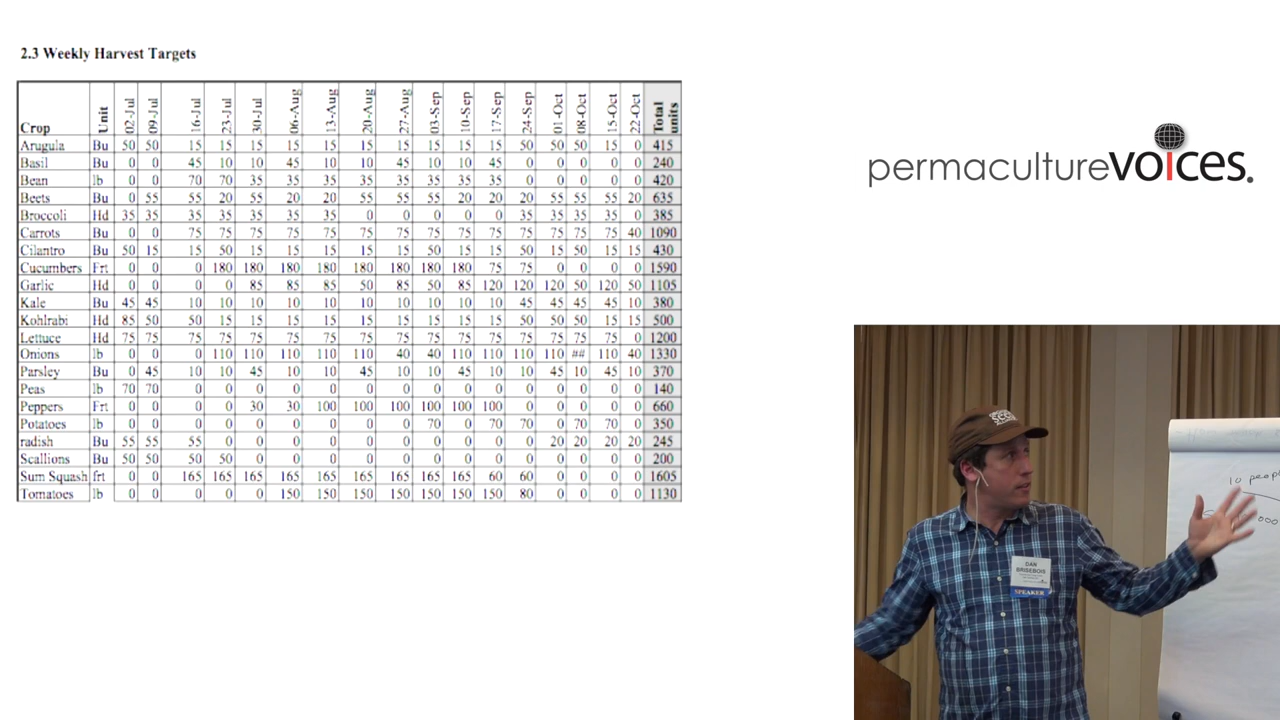 2.3 Weekly Harvest Targets
Crop Unit 02-Jul 09-Jul 16-Jul 23-Jul 30-Jul 06-Aug 13-Aug 20-Aug 27-Aug 03-Sep 10-Sep 17-Sep 24-Sep 01-Oct 08-Oct 15-Oct 22-Oct Total units
Arugula Bu 50 50 15 15 15 15 15 15 15 15 15 15 50 50 50 15 0 415
Basil Bu 0 0 45 10 10 45 10 10 45 10 10 45 0 0 0 0 0 240
Bean lb 0 0 70 70 35 35 35 35 35 35 35 35 0 0 0 0 0 420
Beets Bu 0 55 55 20 55 20 20 55 55 55 20 20 20 55 55 55 20 635
Broccoli Hd 35 35 35 35 35 35 35 0 0 0 0 0 35 35 35 35 0 385
Carrots Bu 0 0 75 75 75 75 75 75 75 75 75 75 75 75 75 75 40 1090
Cilantro Bu 50 15 15 50 15 15 15 15 15 50 15 15 50 15 50 15 15 430
Cucumbers Frt 0 0 0 180 180 180 180 180 180 180 180 75 75 0 0 0 0 1590
Garlic Hd 0 0 0 0 85 85 85 50 85 50 85 120 120 120 50 120 50 1105
Kale Bu 45 45 10 10 10 10 10 10 10 10 10 10 45 45 45 45 10 380
Kohlrabi Hd 85 50 50 15 15 15 15 15 15 15 15 15 50 50 50 15 15 500
Lettuce Hd 75 75 75 75 75 75 75 75 75 75 75 75 75 75 75 75 0 1200
Onions lb 0 0 0 110 110 110 110 110 40 40 110 110 110 110 ## 110 40 1330
Parsley Bu 0 45 10 10 45 10 10 45 10 10 45 10 10 45 10 45 10 370
Peas lb 70 70 0 0 0 0 0 0 0 0 0 0 0 0 0 0 0 140
Peppers Frt 0 0 0 0 30 30 100 100 100 100 100 100 0 0 0 0 0 660
Potatoes lb 0 0 0 0 0 0 0 0 0 70 0 70 70 0 70 70 0 350
radish Bu 55 55 55 0 0 0 0 0 0 0 0 0 0 20 20 20 20 245
Scallions Bu 50 50 50 50 0 0 0 0 0 0 0 0 0 0 0 0 0 200
Sum Squash frt 0 0 165 165 165 165 165 165 165 165 165 60 60 0 0 0 0 1605
Tomatoes lb 0 0 0 0 0 150 150 150 150 150 150 150 80 0 0 0 0 1130
permacultureVOICES.
DAN
BRISEBOIS
SPEAKER
10